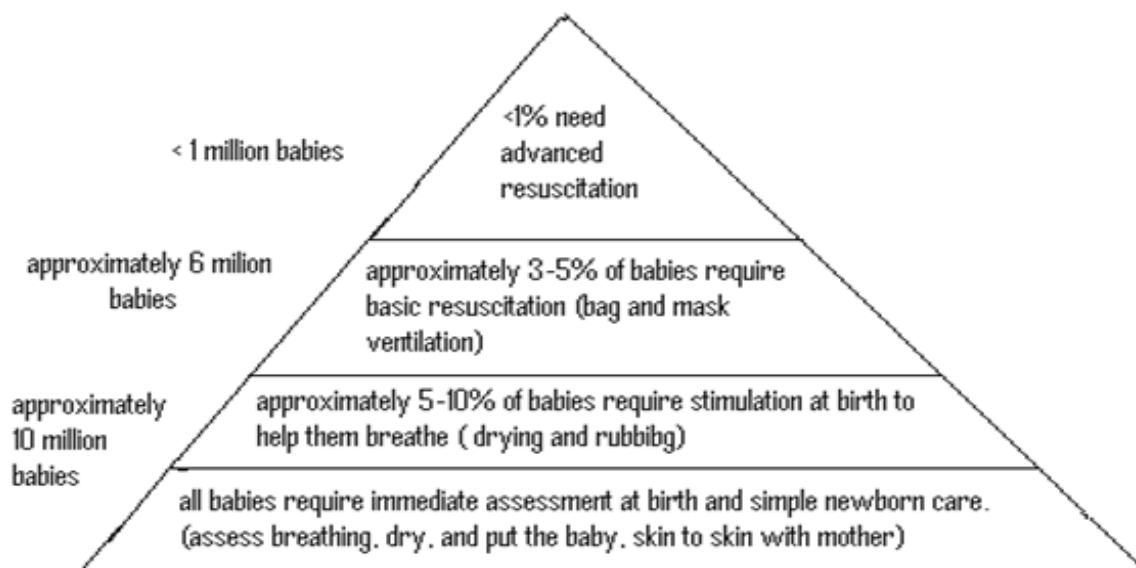 <1% need
advanced
resuscitation
< 1 million babies
approximately 3-5% of babies require
basic resuscitation (bag and mask
ventilation)
approximately 6 milion
babies
approximately 5-10% of babies require stimulation at birth to
help them breathe ( drying and rubbibg)
approximately
10 million
babies
all babies require immediate assessment at birth and simple newborn care.
(assess breathing, dry, and put the baby, skin to skin with mother)